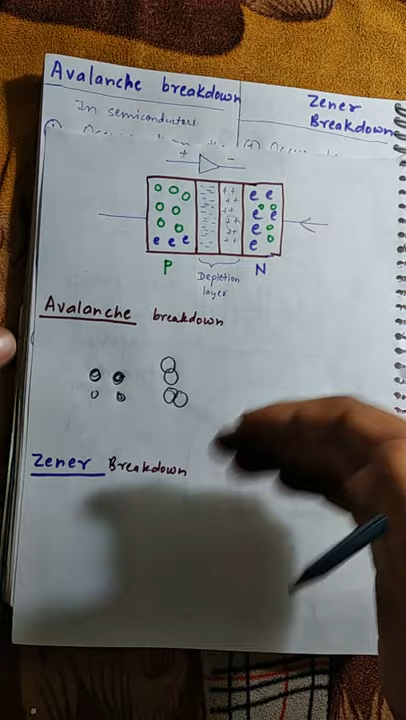 Avalanche breakdown
Zener
Breakdown
In semiconductors
+ -
++
++
++
++
++
++
e e
e e
e
e e e
e
P
N
Depletion
layer
Avalanche breakdown
Zener Breakdown